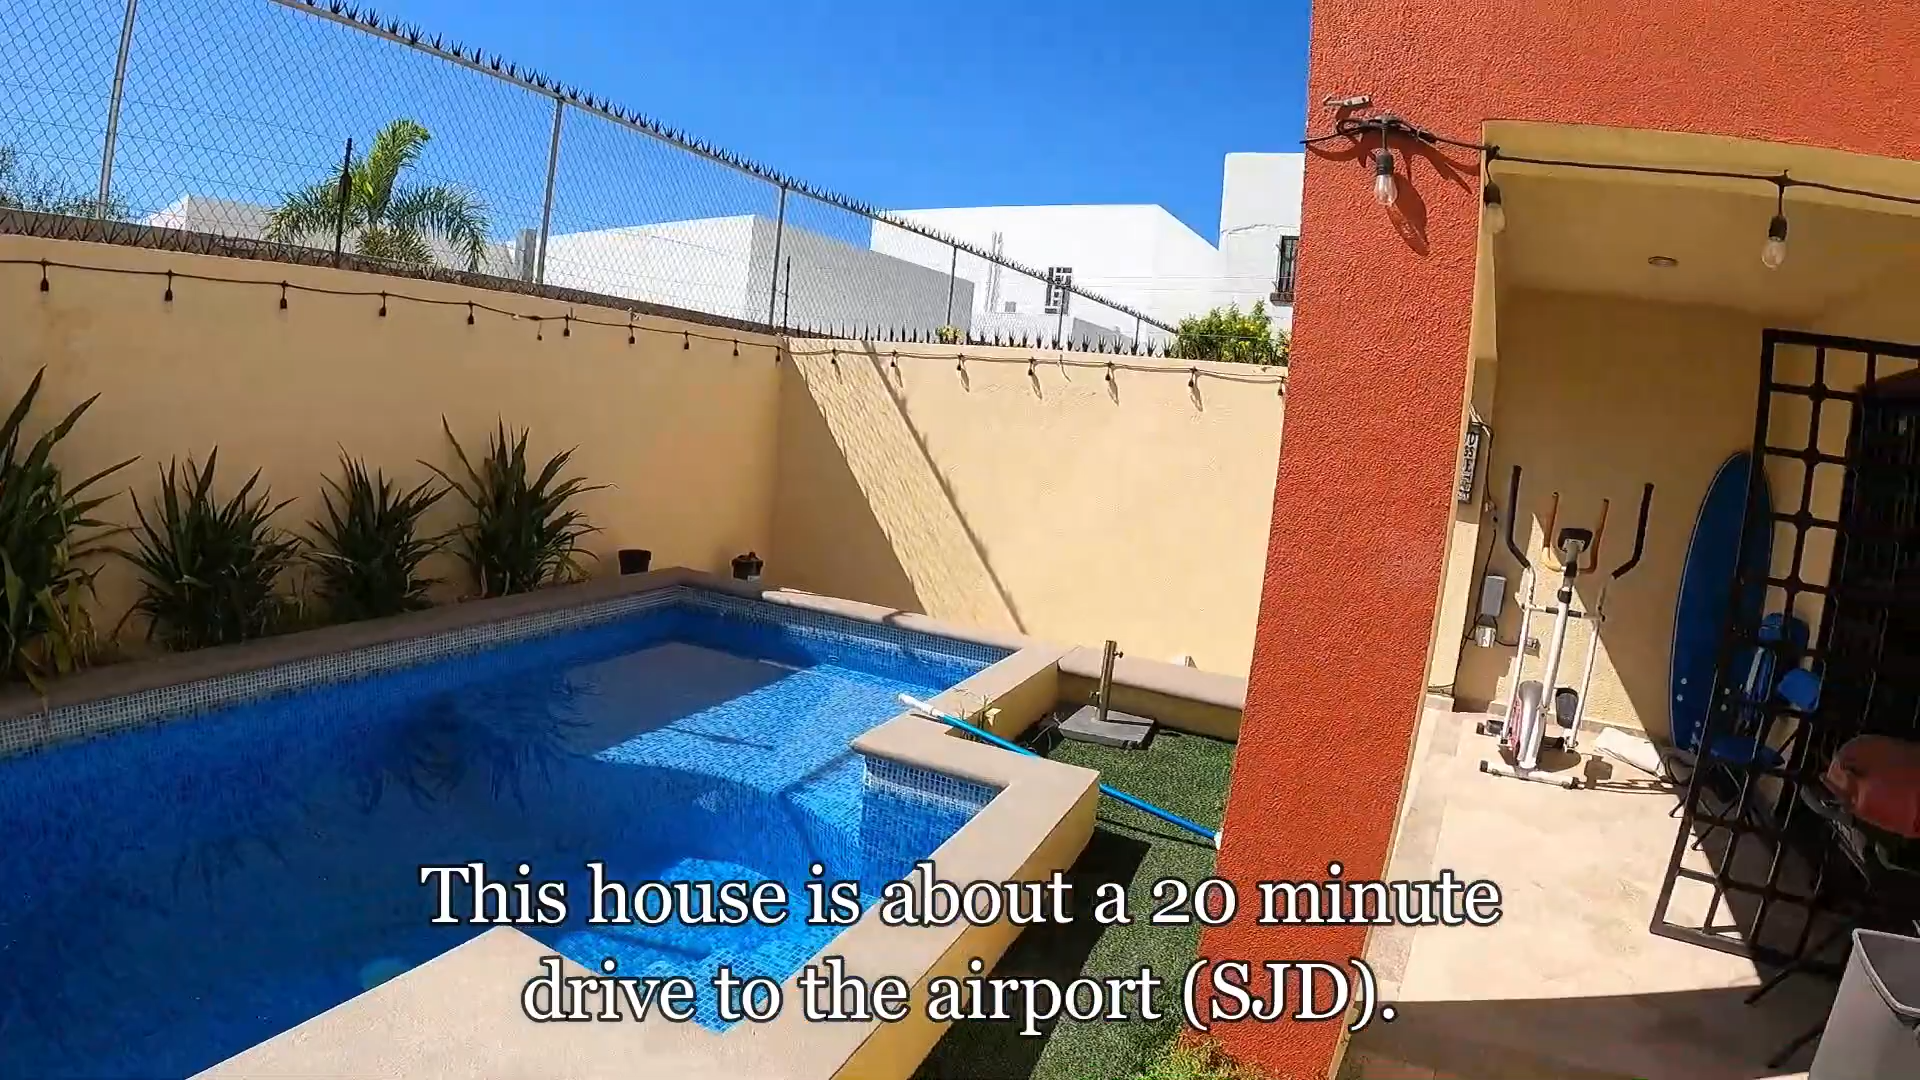 This house is about a 20 minute
drive to the airport (SJD).